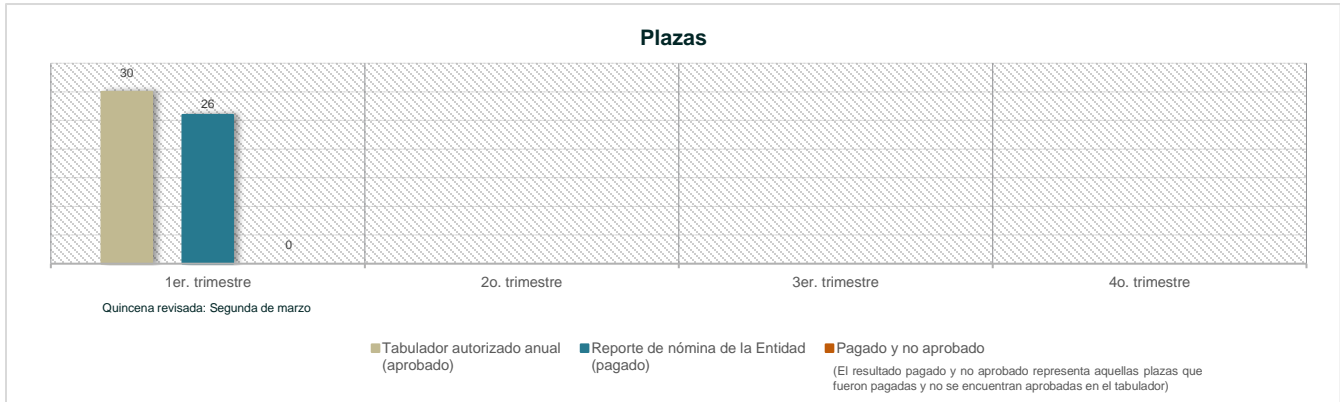 Plazas
30
26
0
1er. trimestre
2o. trimestre
3er. trimestre
4o. trimestre
Quincena revisada: Segunda de marzo
Tabulador autorizado anual
(aprobado)
Reporte de nómina de la Entidad
(pagado)
Pagado y no aprobado
(El resultado pagado y no aprobado representa aquellas plazas que
fueron pagadas y no se encuentran aprobadas en el tabulador)